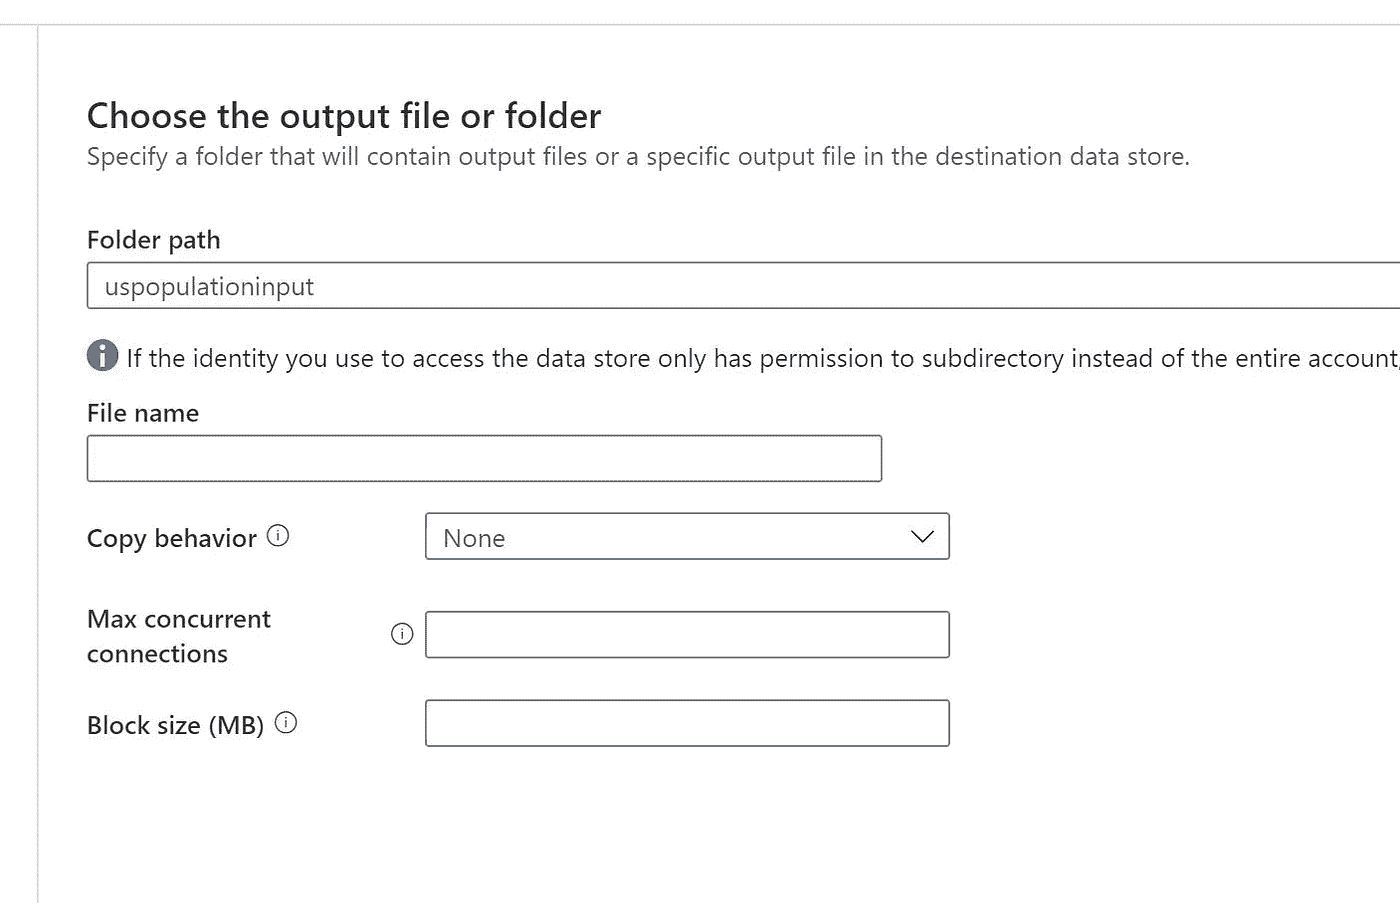 Choose the output file or folder
Specify a folder that will contain output files or a specific output file in the destination data store.
Folder path
uspopulationinput
If the identity you use to access the data store only has permission to subdirectory instead of the entire account,
File name
Copy behavior
None
Max concurrent
connections
Block size (MB)